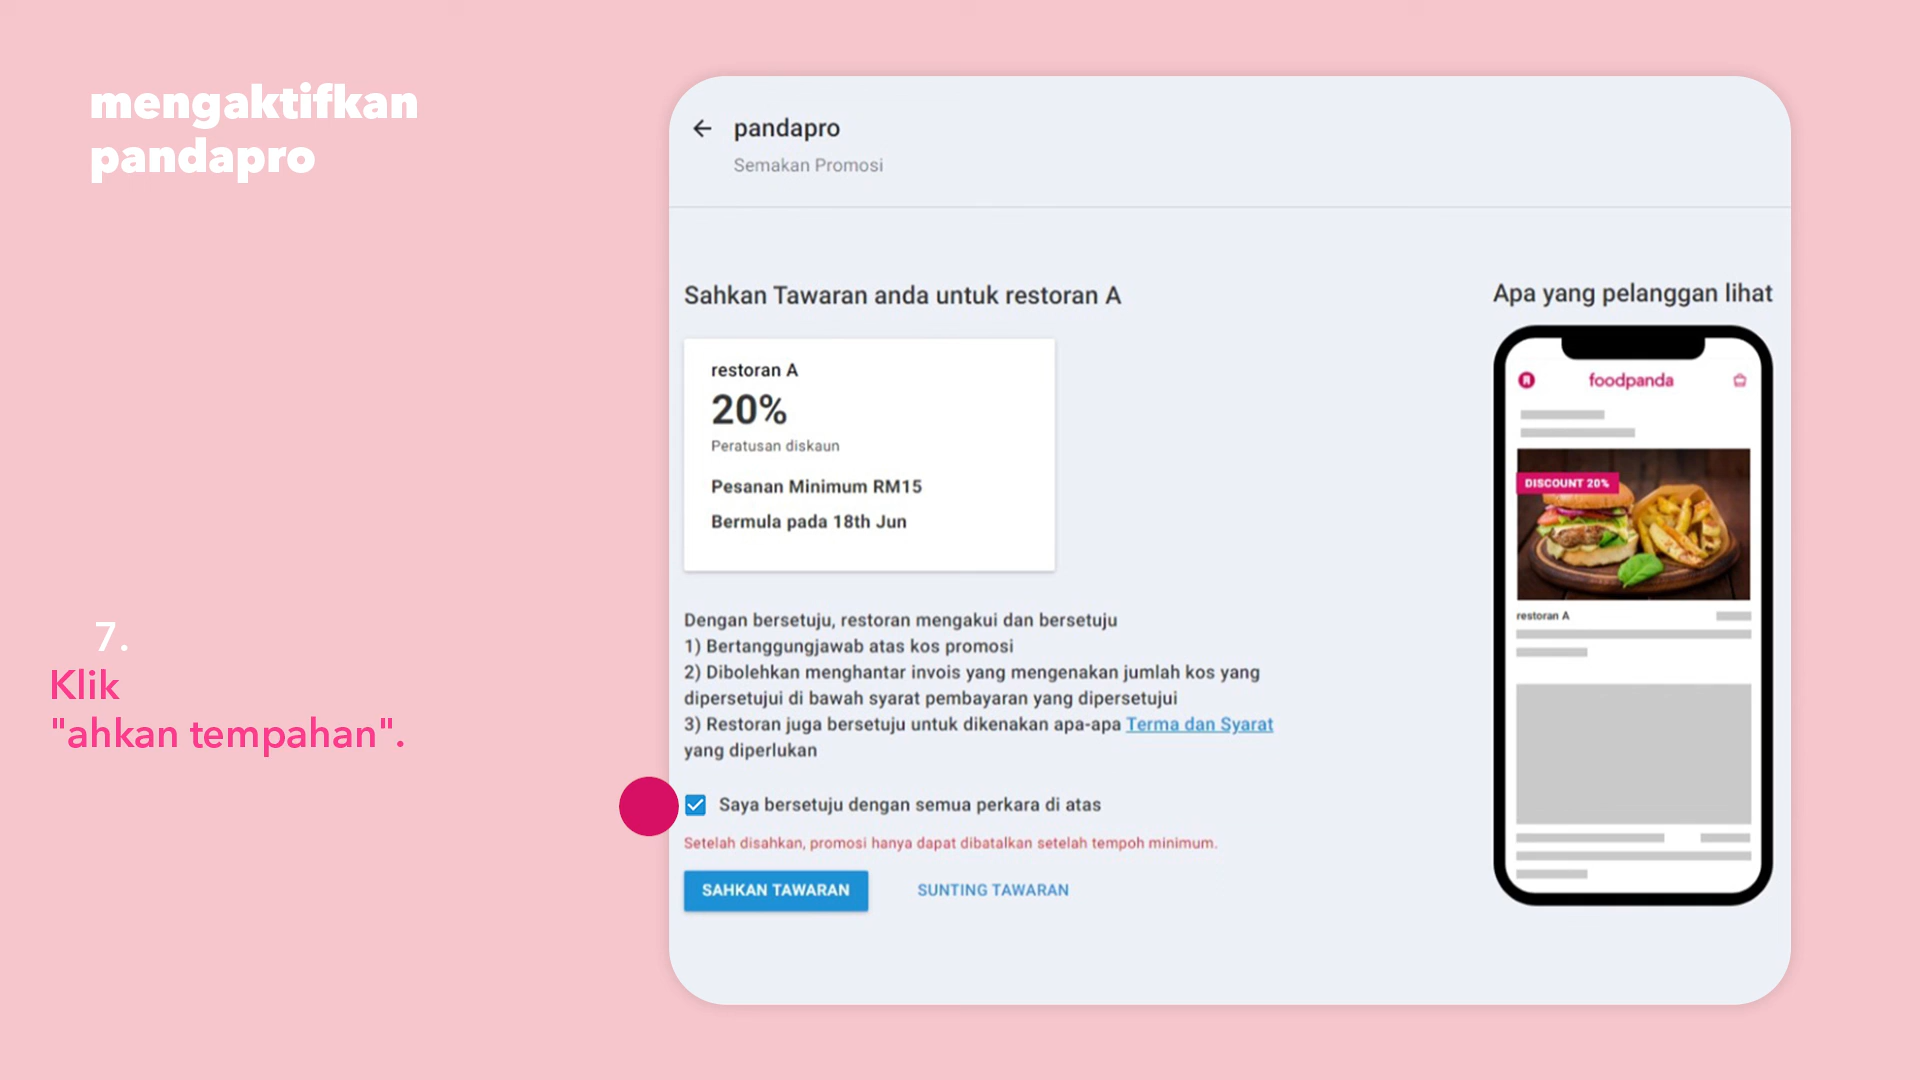 mengaktifkan
pandapro
7.
Klik
"ahkan tempahan".
pandapro
Semakan Promosi
Sahkan Tawaran anda untuk restoran A
restoran A
20%
Peratusan diskaun
Pesanan Minimum RM15
Bermula pada 18th Jun
Dengan bersetuju, restoran mengakui dan bersetuju
1) Bertanggungjawab atas kos promosi
2) Dibolehkan menghantar invois yang mengenakan jumlah kos yang
dipersetujui di bawah syarat pembayaran yang dipersetujui
3) Restoran juga bersetuju untuk dikenakan apa-apa Terma dan Syarat
yang diperlukan
Saya bersetuju dengan semua perkara di atas
Setelah disahkan, promosi hanya dapat dibatalkan setelah tempoh minimum.
SAHKAN TAWARAN
SUNTING TAWARAN
Apa yang pelanggan lihat
foodpanda
DISCOUNT 20%
restoran A